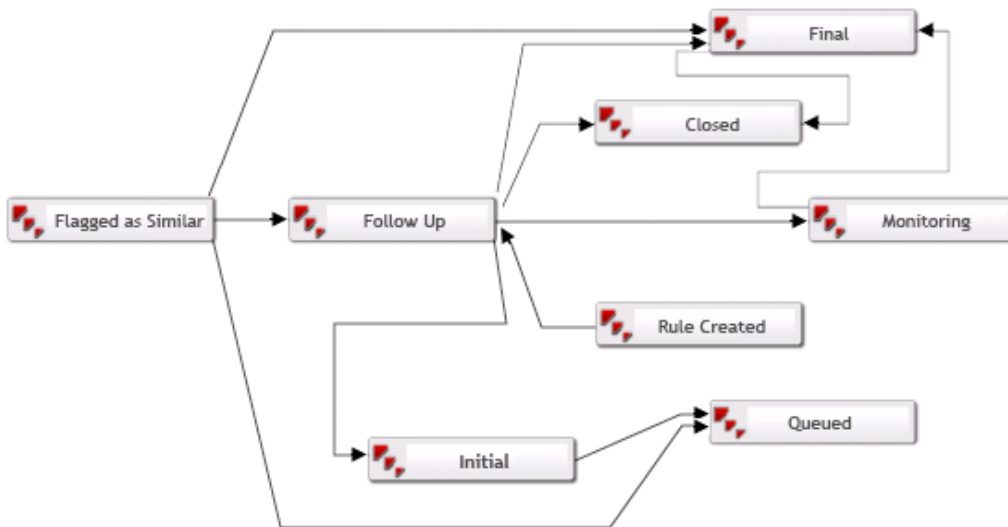 Final
Closed
Flagged as Similar
Follow Up
Monitoring
Rule Created
Queued
Initial